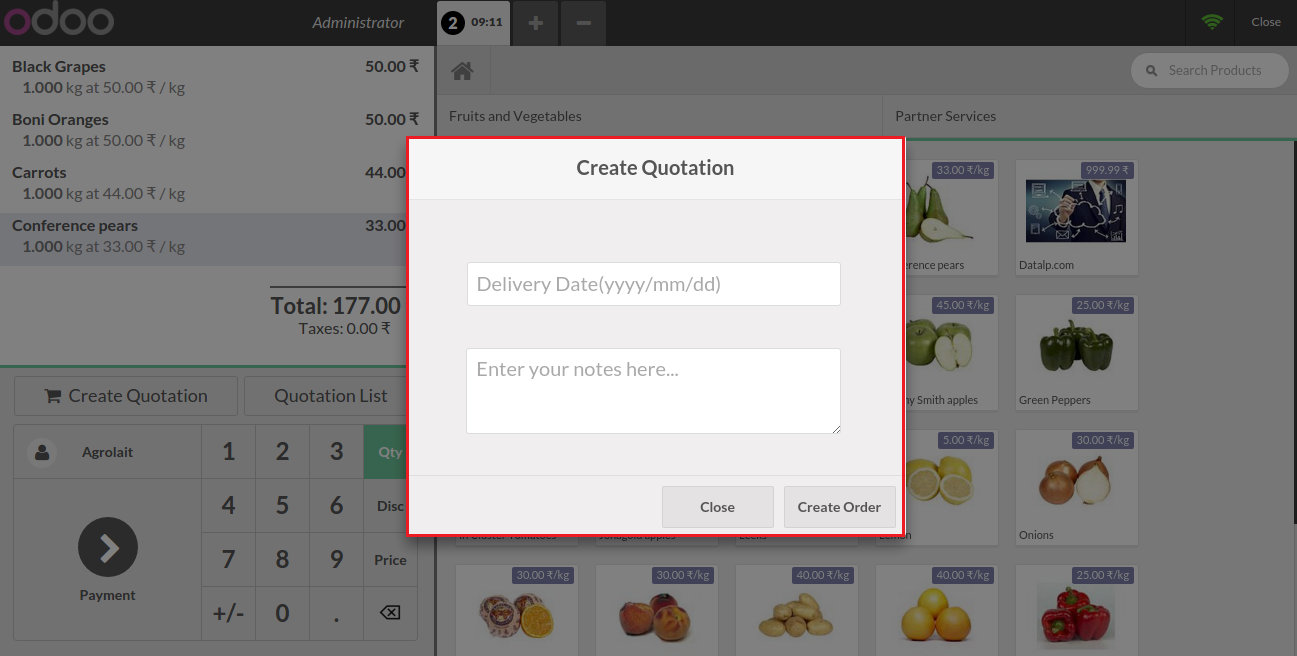 odoo
Administrator
2 09:11
Close
Black Grapes 50.00 ₹
1.000 kg at 50.00 ₹ / kg
Boni Oranges 50.00 ₹
1.000 kg at 50.00 ₹ / kg
Carrots 44.00
1.000 kg at 44.00 ₹ / kg
Conference pears 33.00
1.000 kg at 33.00 ₹ / kg
Total: 177.00
Taxes: 0.00 ₹
Create Quotation
Quotation List
Agrolait
Payment
1 2 3 Qty
4 5 6 Disc
7 8 9 Price
+/- 0 .
Search Products
Fruits and Vegetables
Partner Services
Create Quotation
Delivery Date(yyyy/mm/dd)
Enter your notes here...
Close
Create Order
33.00 ₹/kg
erence pears
999.99 ₹
Datalp.com
45.00 ₹/kg
ny Smith apples
25.00 ₹/kg
Green Peppers
In Cluster Tomatoes
Jonagold apples
Leeks
5.00 ₹/kg
Lemon
30.00 ₹/kg
Onions
30.00 ₹/kg
30.00 ₹/kg
40.00 ₹/kg
40.00 ₹/kg
25.00 ₹/kg